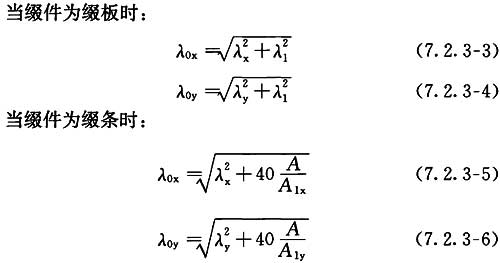 当缀件为缀板时：
λ₀ₓ=√(λₓ²+λ₁²) (7.2.3-3)
λ₀y=√(λy²+λ₁²) (7.2.3-4)
当缀件为缀条时：
λ₀ₓ=√(λₓ²+40 A/A₁ₓ) (7.2.3-5)
λ₀y=√(λy²+40 A/A₁y) (7.2.3-6)